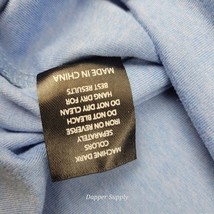 MACHINE DARK
COLORS
SEPARATELY
IRON ON REVERSE
DO NOT BLEACH
DO NOT DRY CLEAN
HANG DRY FOR
BEST RESULTS
MADE IN CHINA
Dapper Supply